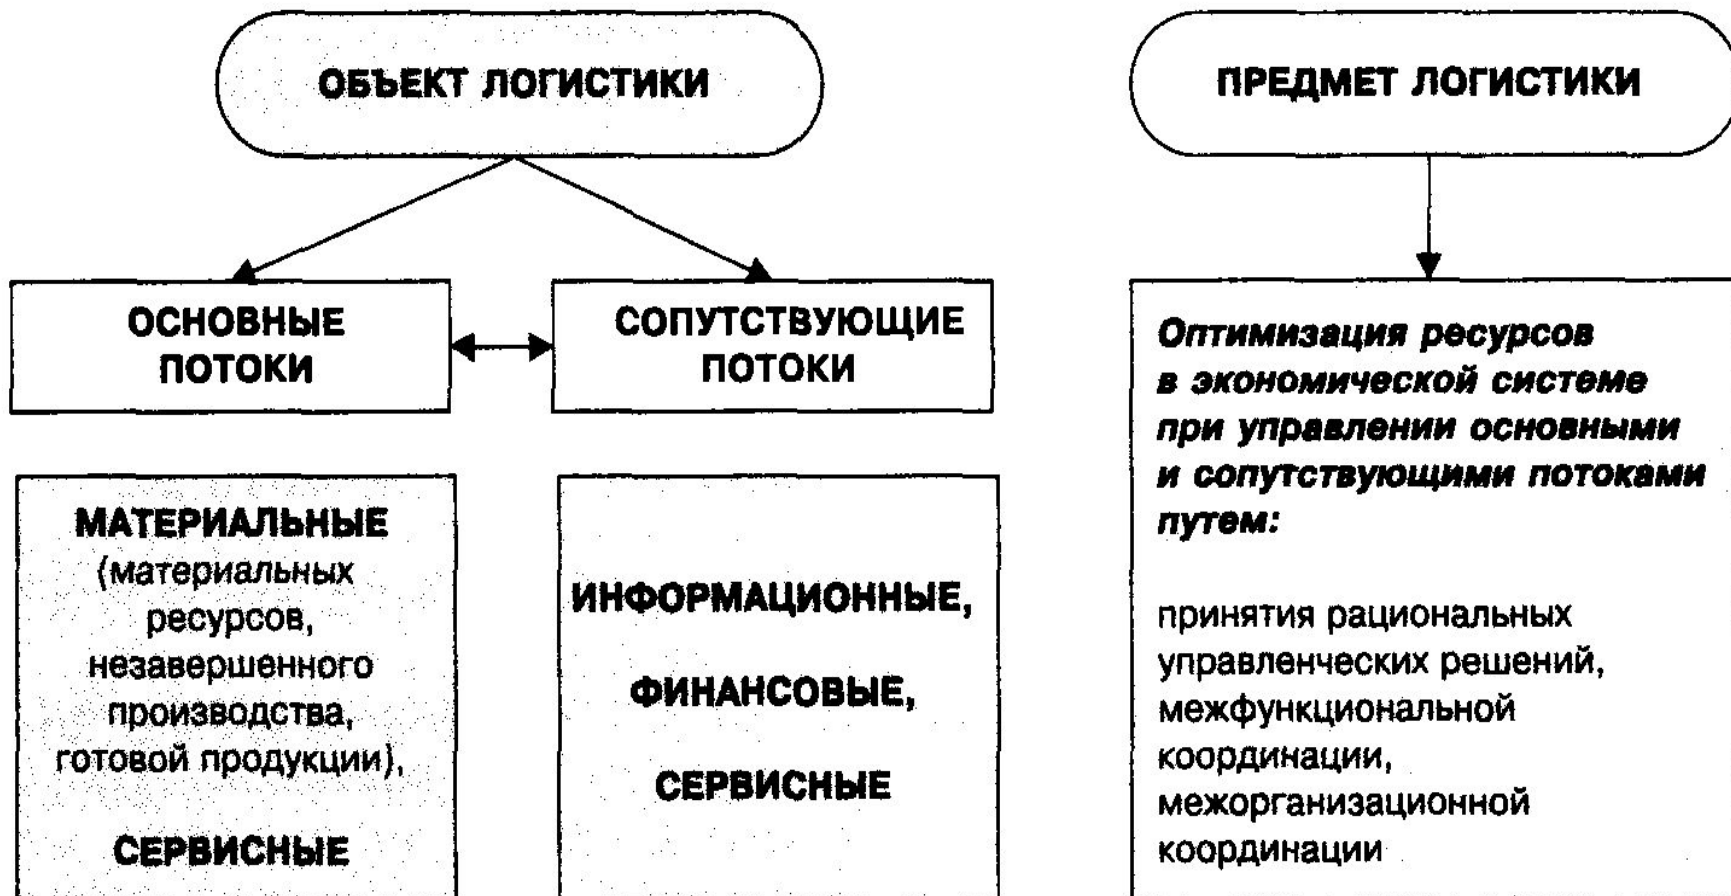 ОБЪЕКТ ЛОГИСТИКИ
ПРЕДМЕТ ЛОГИСТИКИ
ОСНОВНЫЕ
ПОТОКИ
СОПУТСТВУЮЩИЕ
ПОТОКИ
МАТЕРИАЛЬНЫЕ
(материальных
ресурсов,
незавершенного
производства,
готовой продукции),
СЕРВИСНЫЕ
ИНФОРМАЦИОННЫЕ,
ФИНАНСОВЫЕ,
СЕРВИСНЫЕ
Оптимизация ресурсов
в экономической системе
при управлении основными
и сопутствующими потоками
путем:
принятия рациональных
управленческих решений,
межфункциональной
координации,
межорганизационной
координации